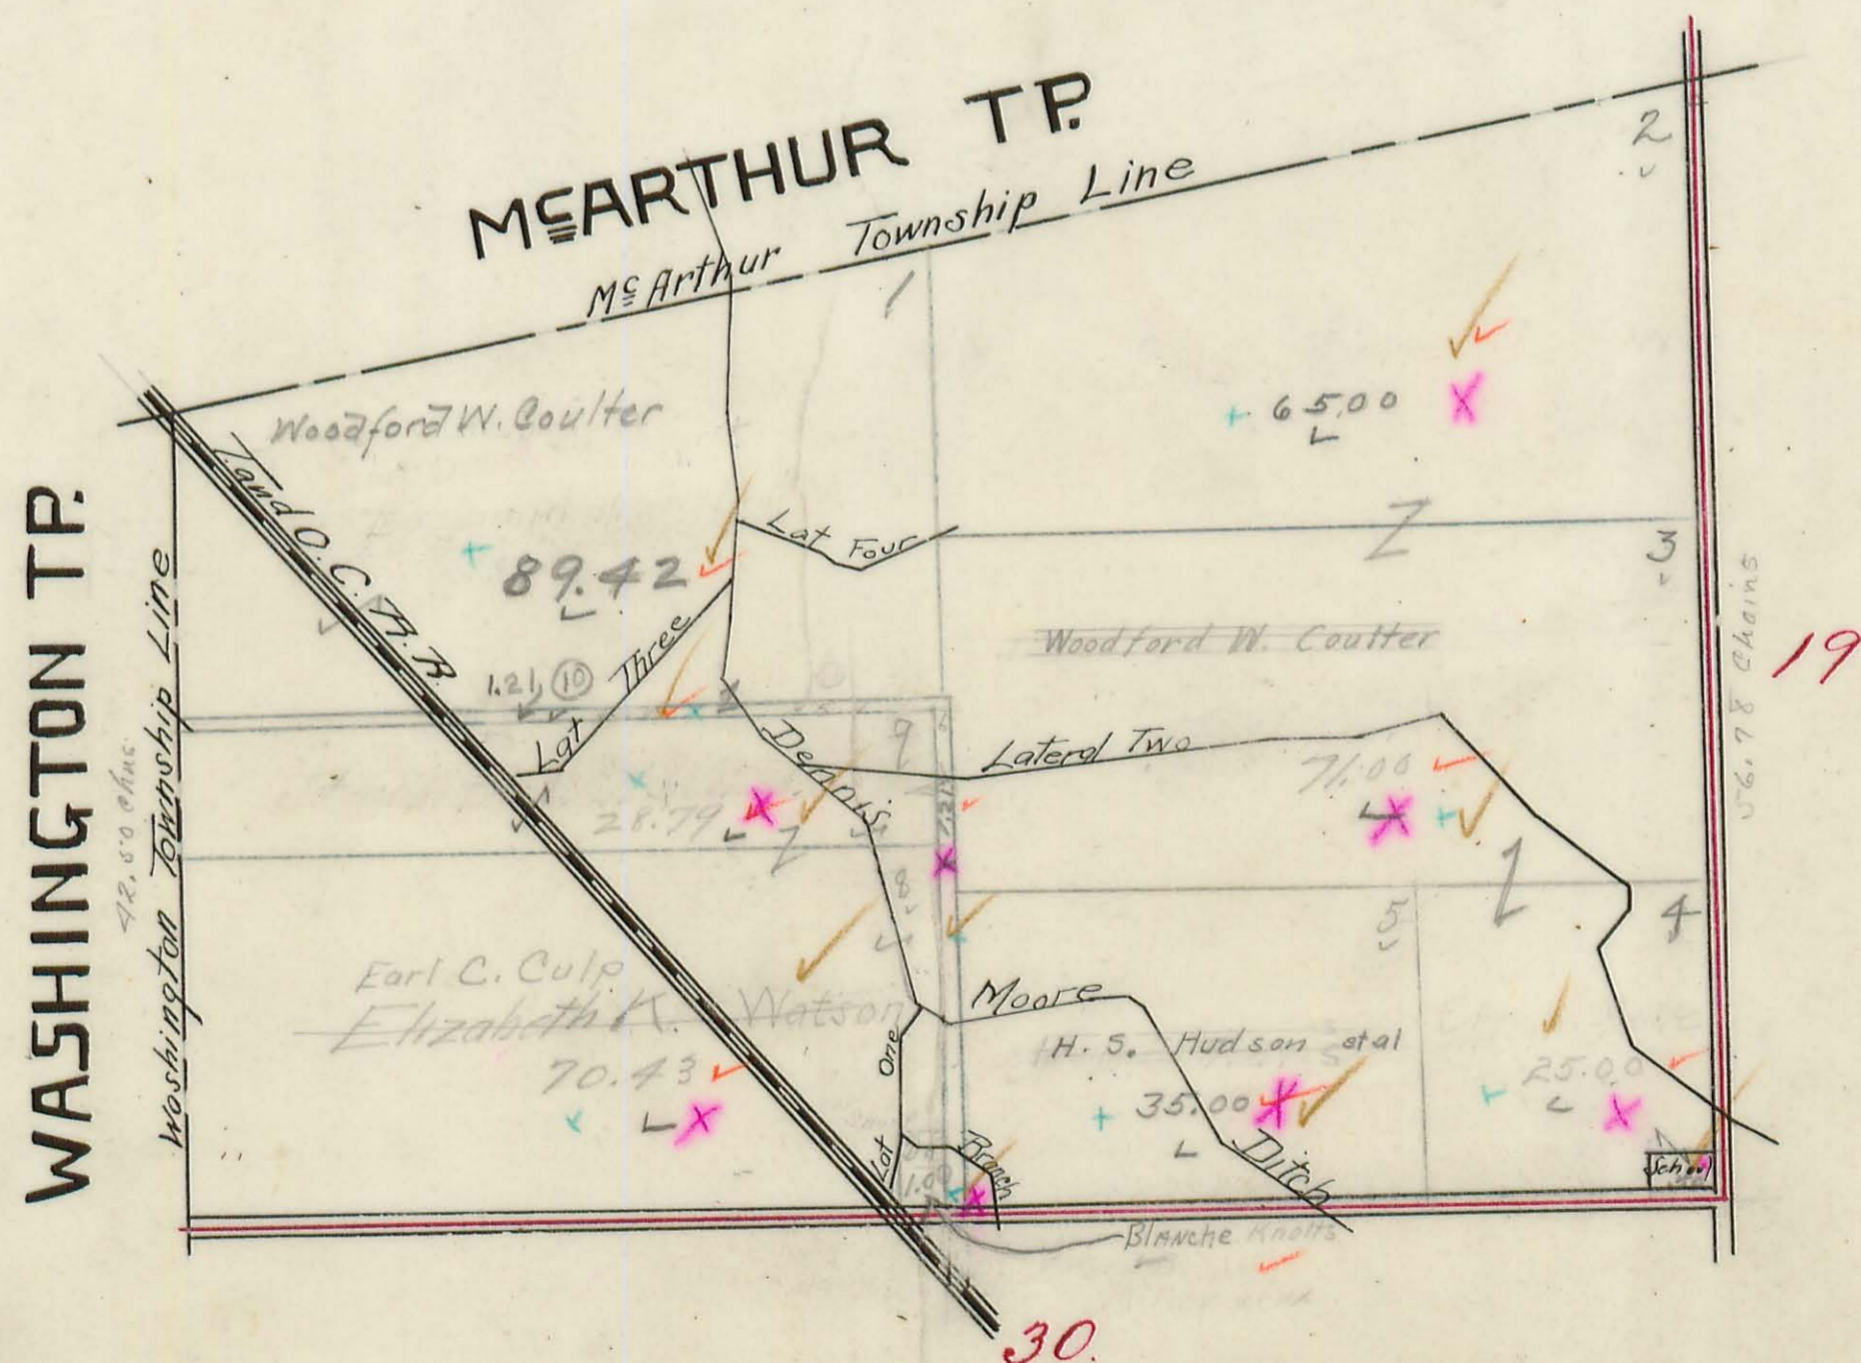 McARTHUR TP.
McArthur Township Line
2
1
Woodford W. Coulter
65.00
WASHINGTON TP.
Washington Township Line
42.50 chns.
T. and O. C. R. R.
Lat Four
3
89.42
Lat Three
Woodford W. Coulter
56.78 Chains
19
1.21 10
9
Dennis
Lateral Two
71.00
28.79
1.21
8
5
4
Earl C. Culp
Elizabeth K. Watson
Moore
Ditch
H. S. Hudson etal
70.43
35.00
25.00
Lat One
Branch
1.00
School
Blanche Knolts
30.